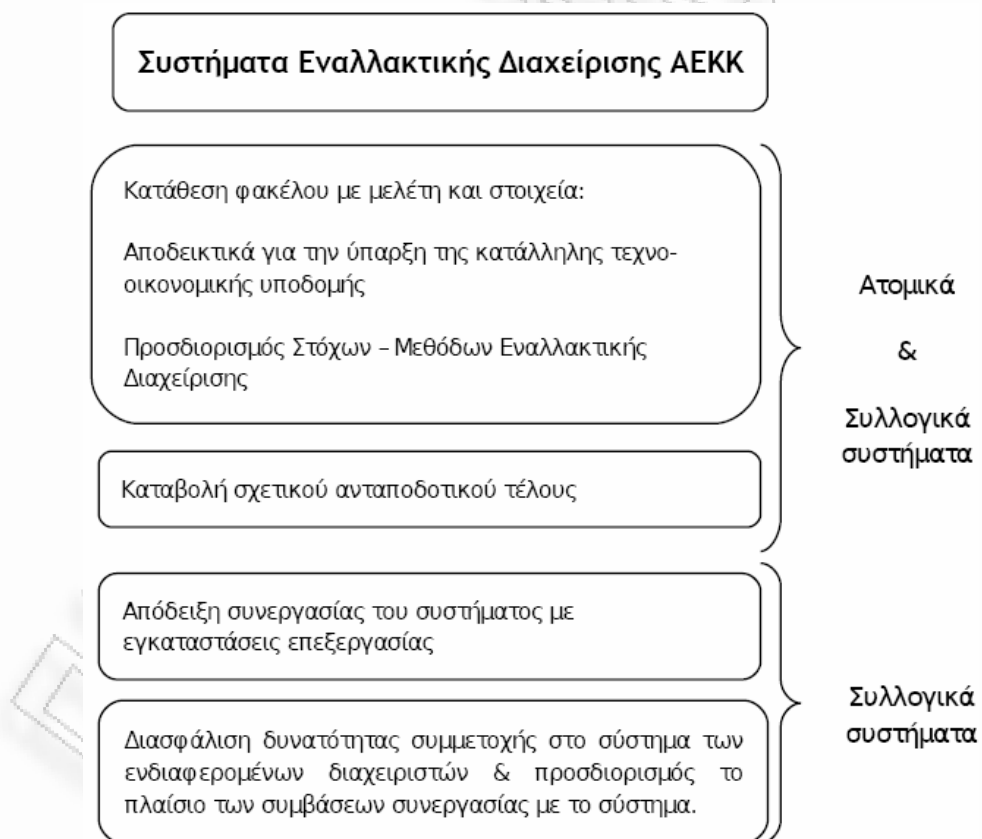 Συστήματα Εναλλακτικής Διαχείρισης ΑΕΚΚ
Κατάθεση φακέλου με μελέτη και στοιχεία:
Αποδεικτικά για την ύπαρξη της κατάλληλης τεχνο-
οικονομικής υποδομής
Προσδιορισμός Στόχων – Μεθόδων Εναλλακτικής
Διαχείρισης
Καταβολή σχετικού ανταποδοτικού τέλους
Ατομικά
&
Συλλογικά
συστήματα
Απόδειξη συνεργασίας του συστήματος με
εγκαταστάσεις επεξεργασίας
Διασφάλιση δυνατότητας συμμετοχής στο σύστημα των
ενδιαφερομένων διαχειριστών & προσδιορισμός το
πλαίσιο των συμβάσεων συνεργασίας με το σύστημα.
Συλλογικά
συστήματα